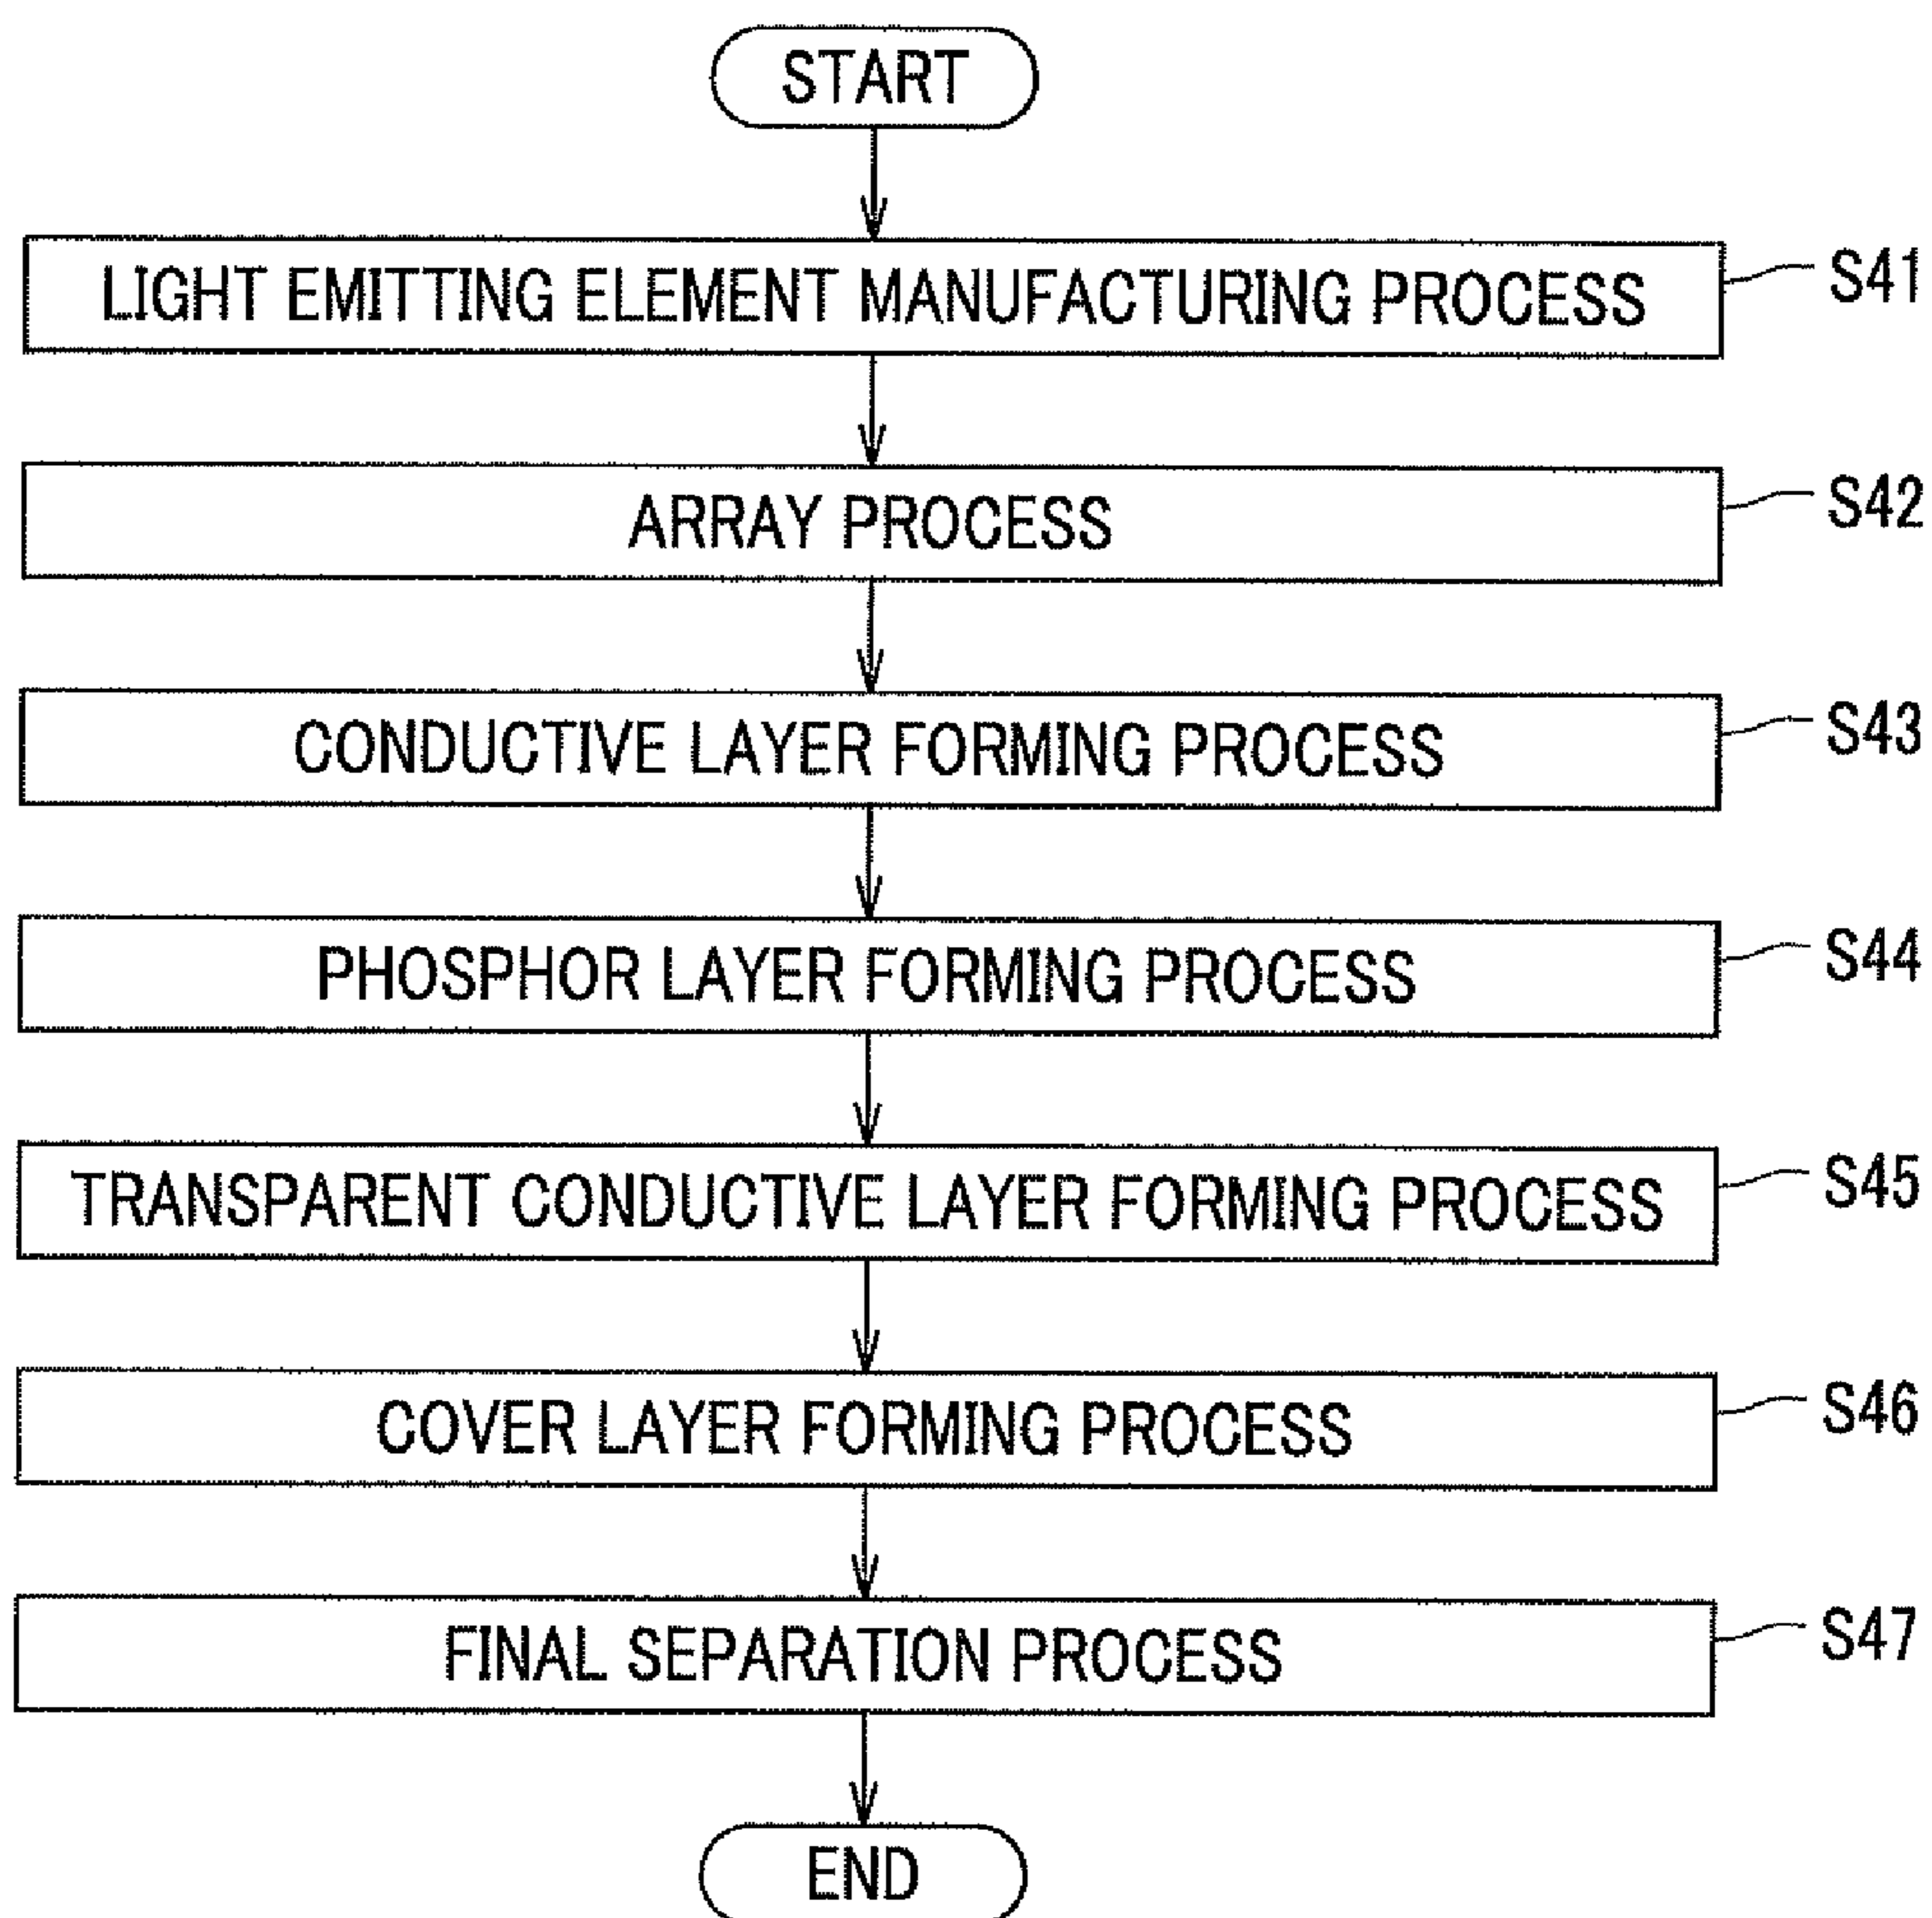 START
LIGHT EMITTING ELEMENT MANUFACTURING PROCESS S41
ARRAY PROCESS S42
CONDUCTIVE LAYER FORMING PROCESS S43
PHOSPHOR LAYER FORMING PROCESS S44
TRANSPARENT CONDUCTIVE LAYER FORMING PROCESS S45
COVER LAYER FORMING PROCESS S46
FINAL SEPARATION PROCESS S47
END